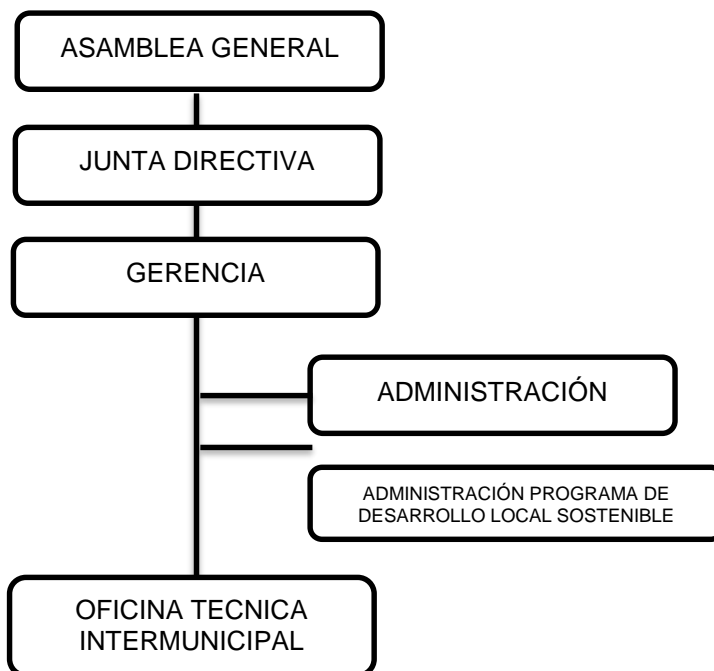 ASAMBLEA GENERAL
JUNTA DIRECTIVA
GERENCIA
ADMINISTRACIÓN
ADMINISTRACIÓN PROGRAMA DE
DESARROLLO LOCAL SOSTENIBLE
OFICINA TECNICA
INTERMUNICIPAL